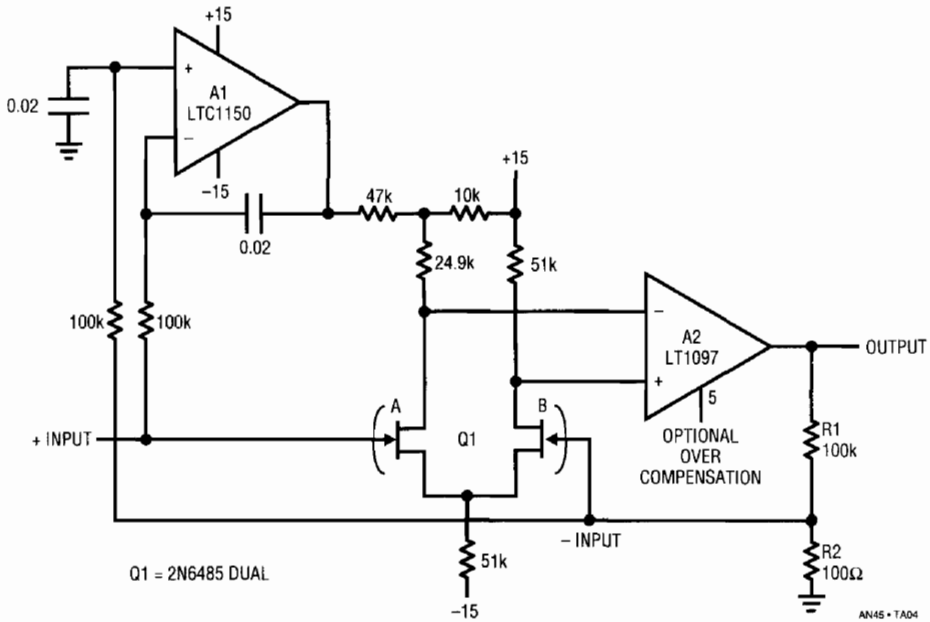 +15
0.02
+
A1
LTC1150
−
−15
0.02
47k
10k
+15
24.9k
51k
100k
100k
−
A2
LT1097
+
5
OUTPUT
OPTIONAL
OVER
COMPENSATION
R1
100k
+ INPUT
A
Q1
B
− INPUT
51k
R2
100Ω
−15
Q1 = 2N6485 DUAL
AN45 • TA04